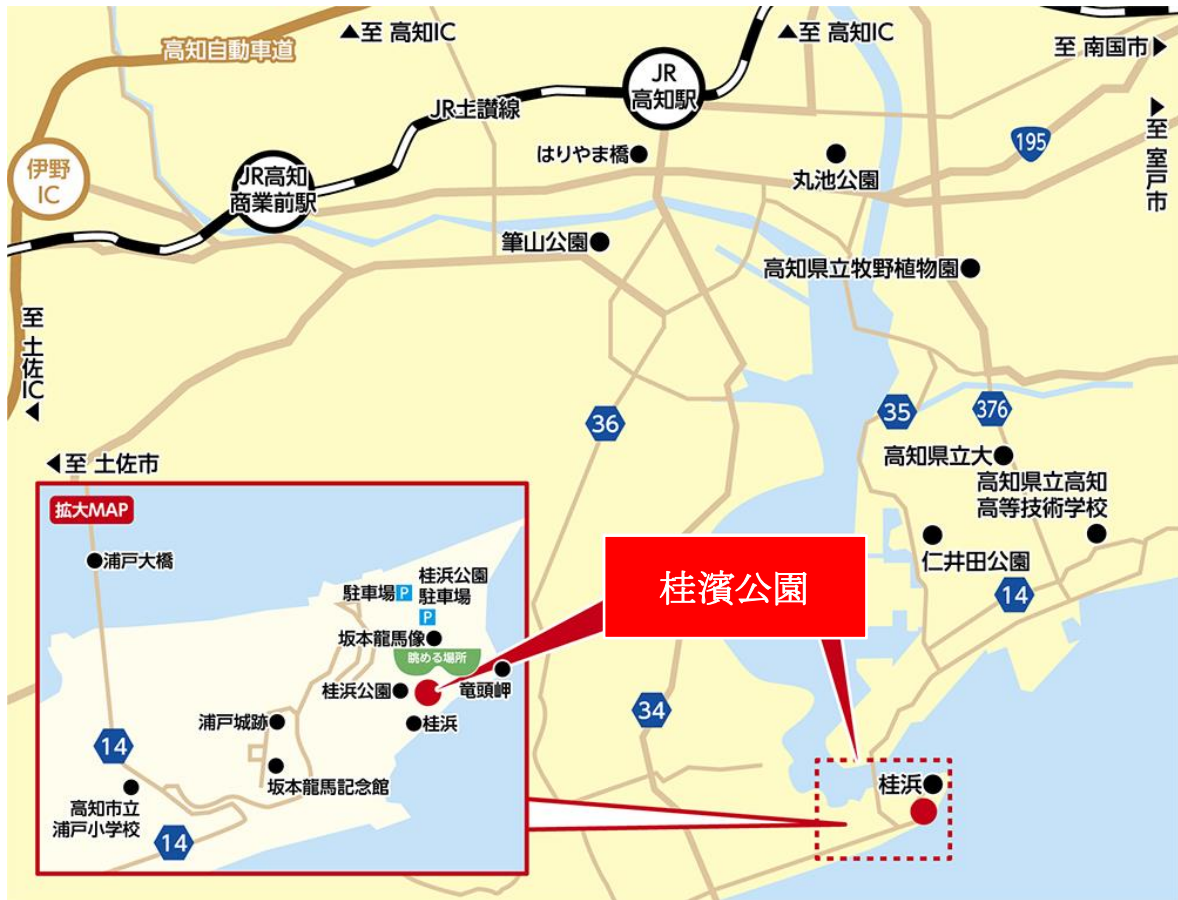 ▲至 高知IC
▲至 高知IC
高知自動車道
至 南国市▶
JR
高知駅
JR土讃線
▲至 室戸市
195
はりやま橋
丸池公園
伊野
IC
JR高知
商業前駅
筆山公園
高知県立牧野植物園
至 土佐IC▲
36
35
376
◀至 土佐市
高知県立大
高知県立高知
高等技術学校
仁井田公園
14
桂濱公園
34
桂浜
拡大MAP
浦戸大橋
駐車場 P
桂浜公園
駐車場
P
坂本龍馬像
眺める場所
竜頭岬
桂浜公園
桂浜
浦戸城跡
14
坂本龍馬記念館
高知市立
浦戸小学校
14